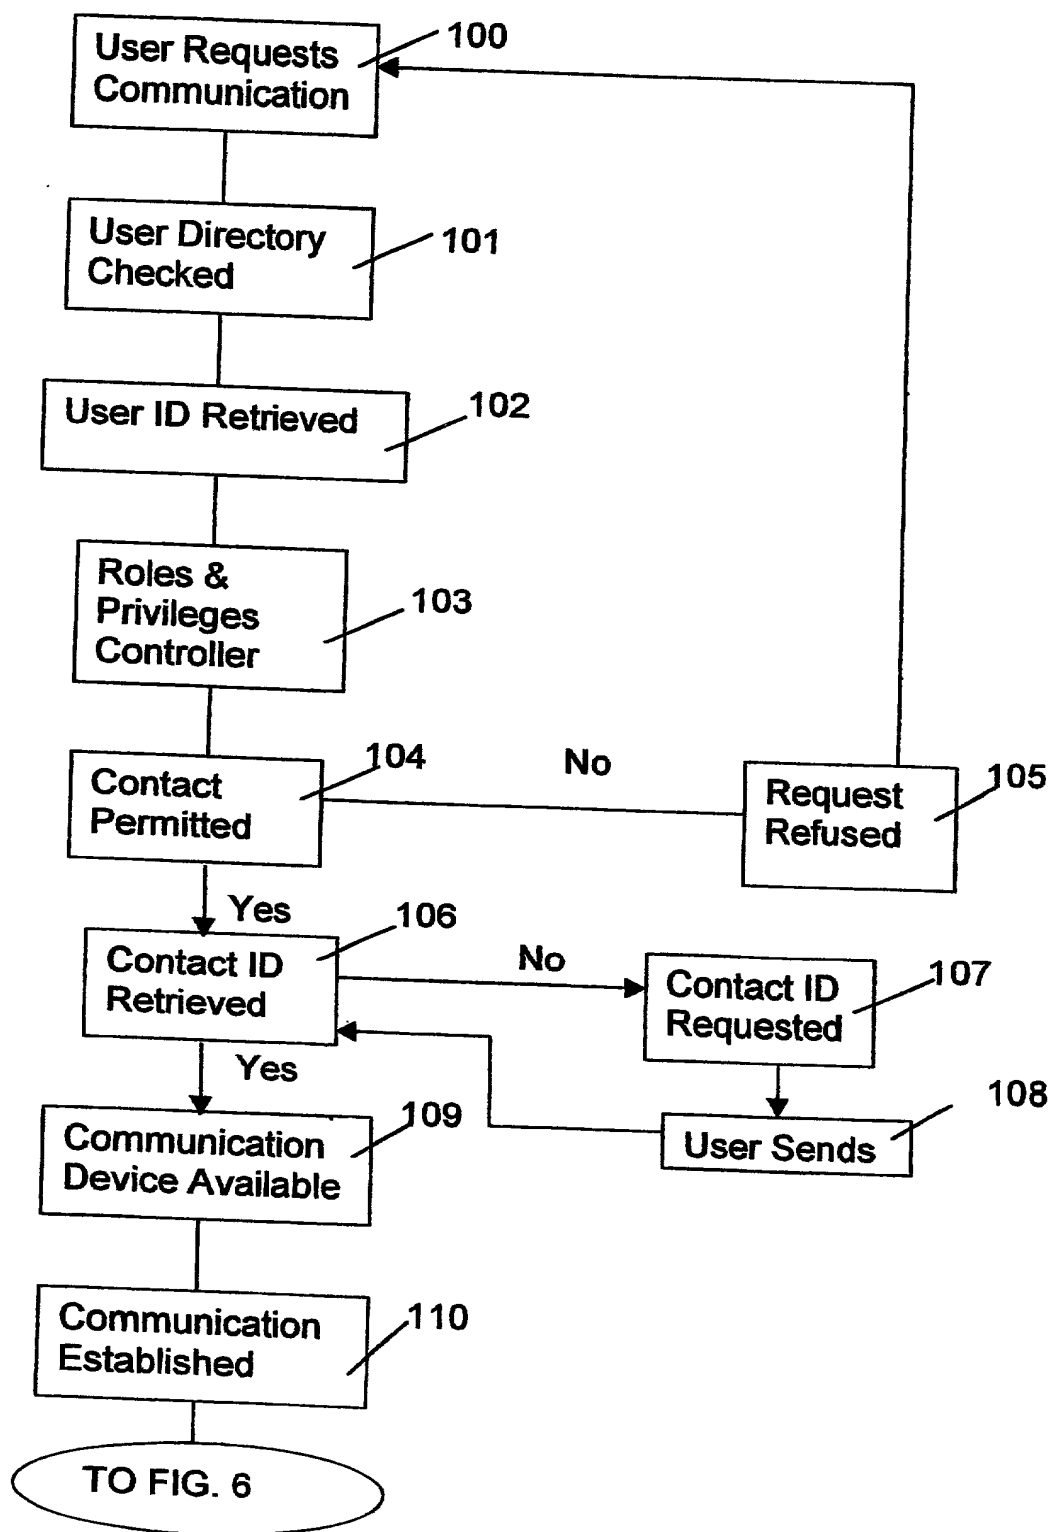 User Requests
Communication
100
User Directory
Checked
101
User ID Retrieved
102
Roles &
Privileges
Controller
103
Contact
Permitted
104
No
Request
Refused
105
Yes
Contact ID
Retrieved
106
No
Contact ID
Requested
107
Yes
User Sends
108
Communication
Device Available
109
Communication
Established
110
TO FIG. 6